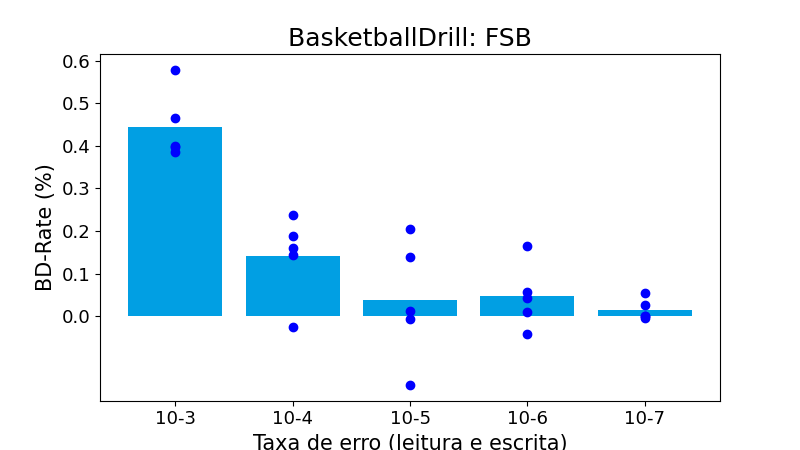 BasketballDrill: FSB
BD-Rate (%)
0.6
0.5
0.4
0.3
0.2
0.1
0.0
10-3 10-4 10-5 10-6 10-7
Taxa de erro (leitura e escrita)